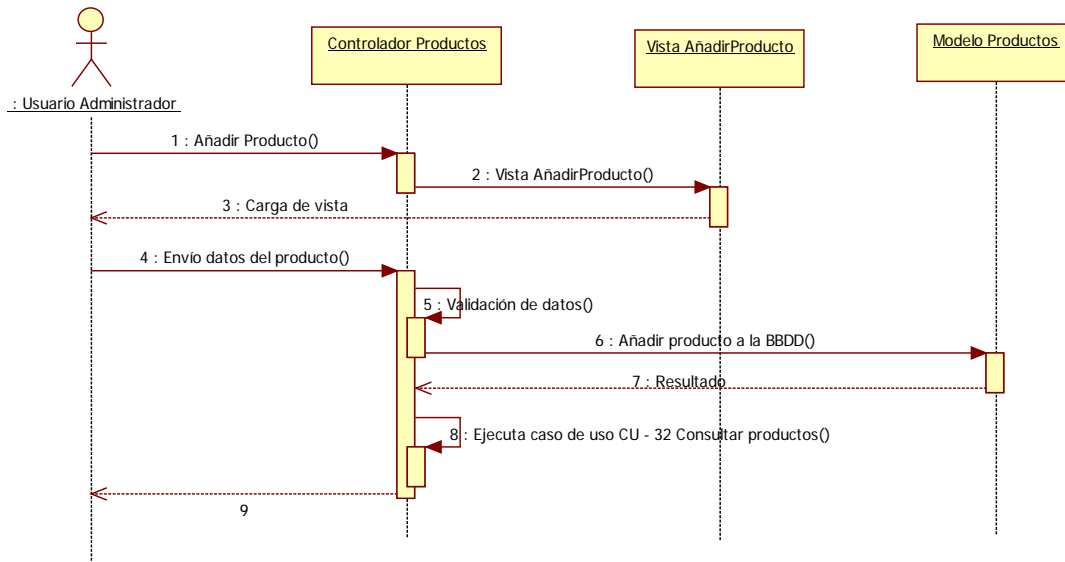 Controlador Productos
Vista AñadirProducto
Modelo Productos
: Usuario Administrador
1 : Añadir Producto()
2 : Vista AñadirProducto()
3 : Carga de vista
4 : Envío datos del producto()
5 : Validación de datos()
6 : Añadir producto a la BBDD()
7 : Resultado
8 : Ejecuta caso de uso CU - 32 Consultar productos()
9